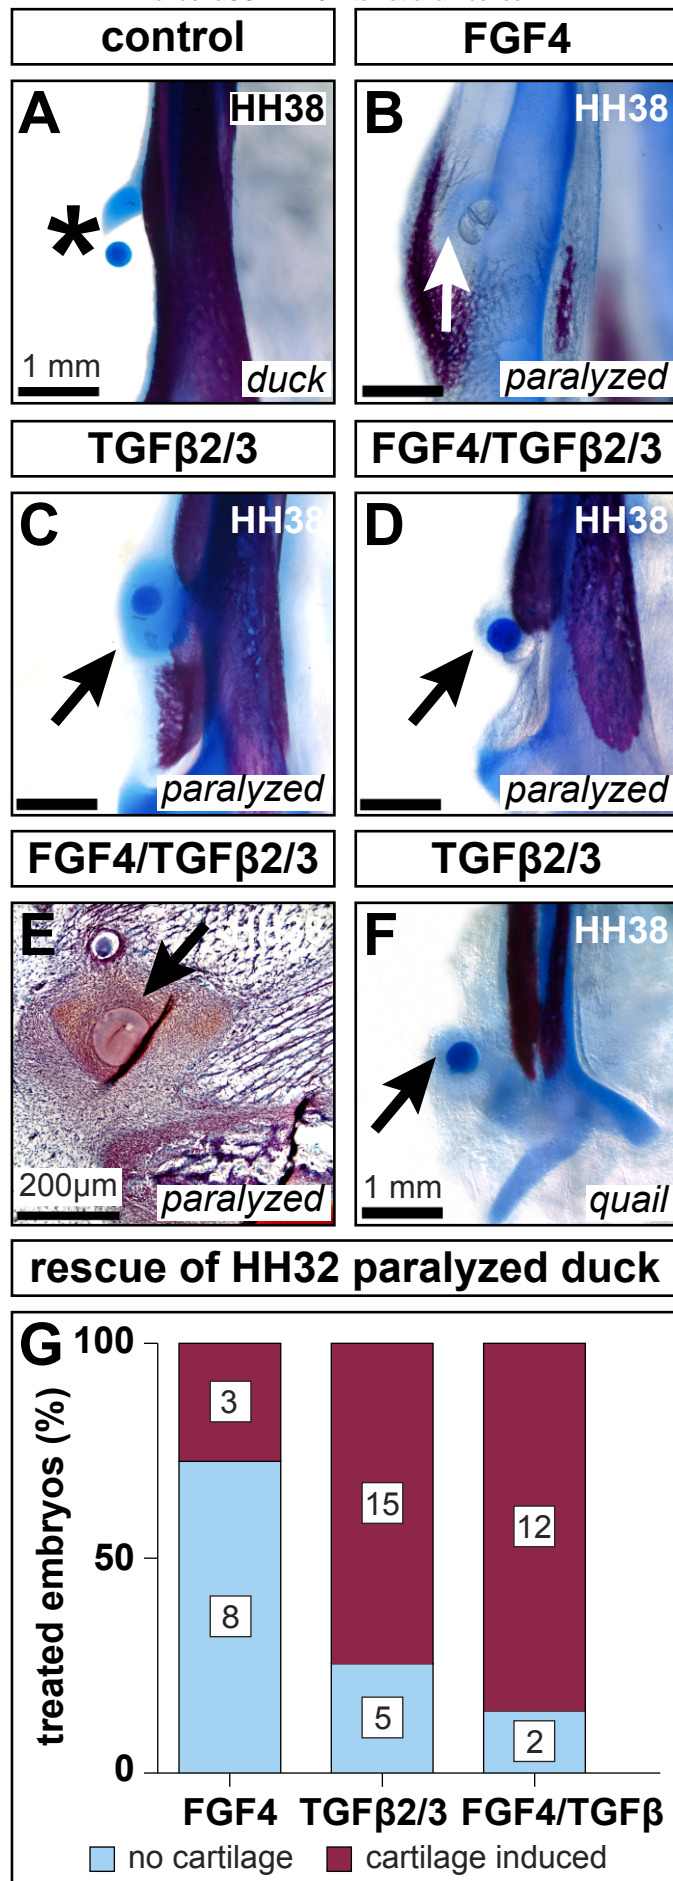 control
FGF4
A
HH38
*
1 mm
duck
B
HH38
paralyzed
TGFβ2/3
FGF4/TGFβ2/3
C
HH38
paralyzed
D
HH38
paralyzed
FGF4/TGFβ2/3
TGFβ2/3
E
HH38
200μm
paralyzed
F
HH38
1 mm
quail
rescue of HH32 paralyzed duck
G
treated embryos (%)
100
50
0
3
8
15
5
12
2
FGF4 TGFβ2/3 FGF4/TGFβ
no cartilage cartilage induced